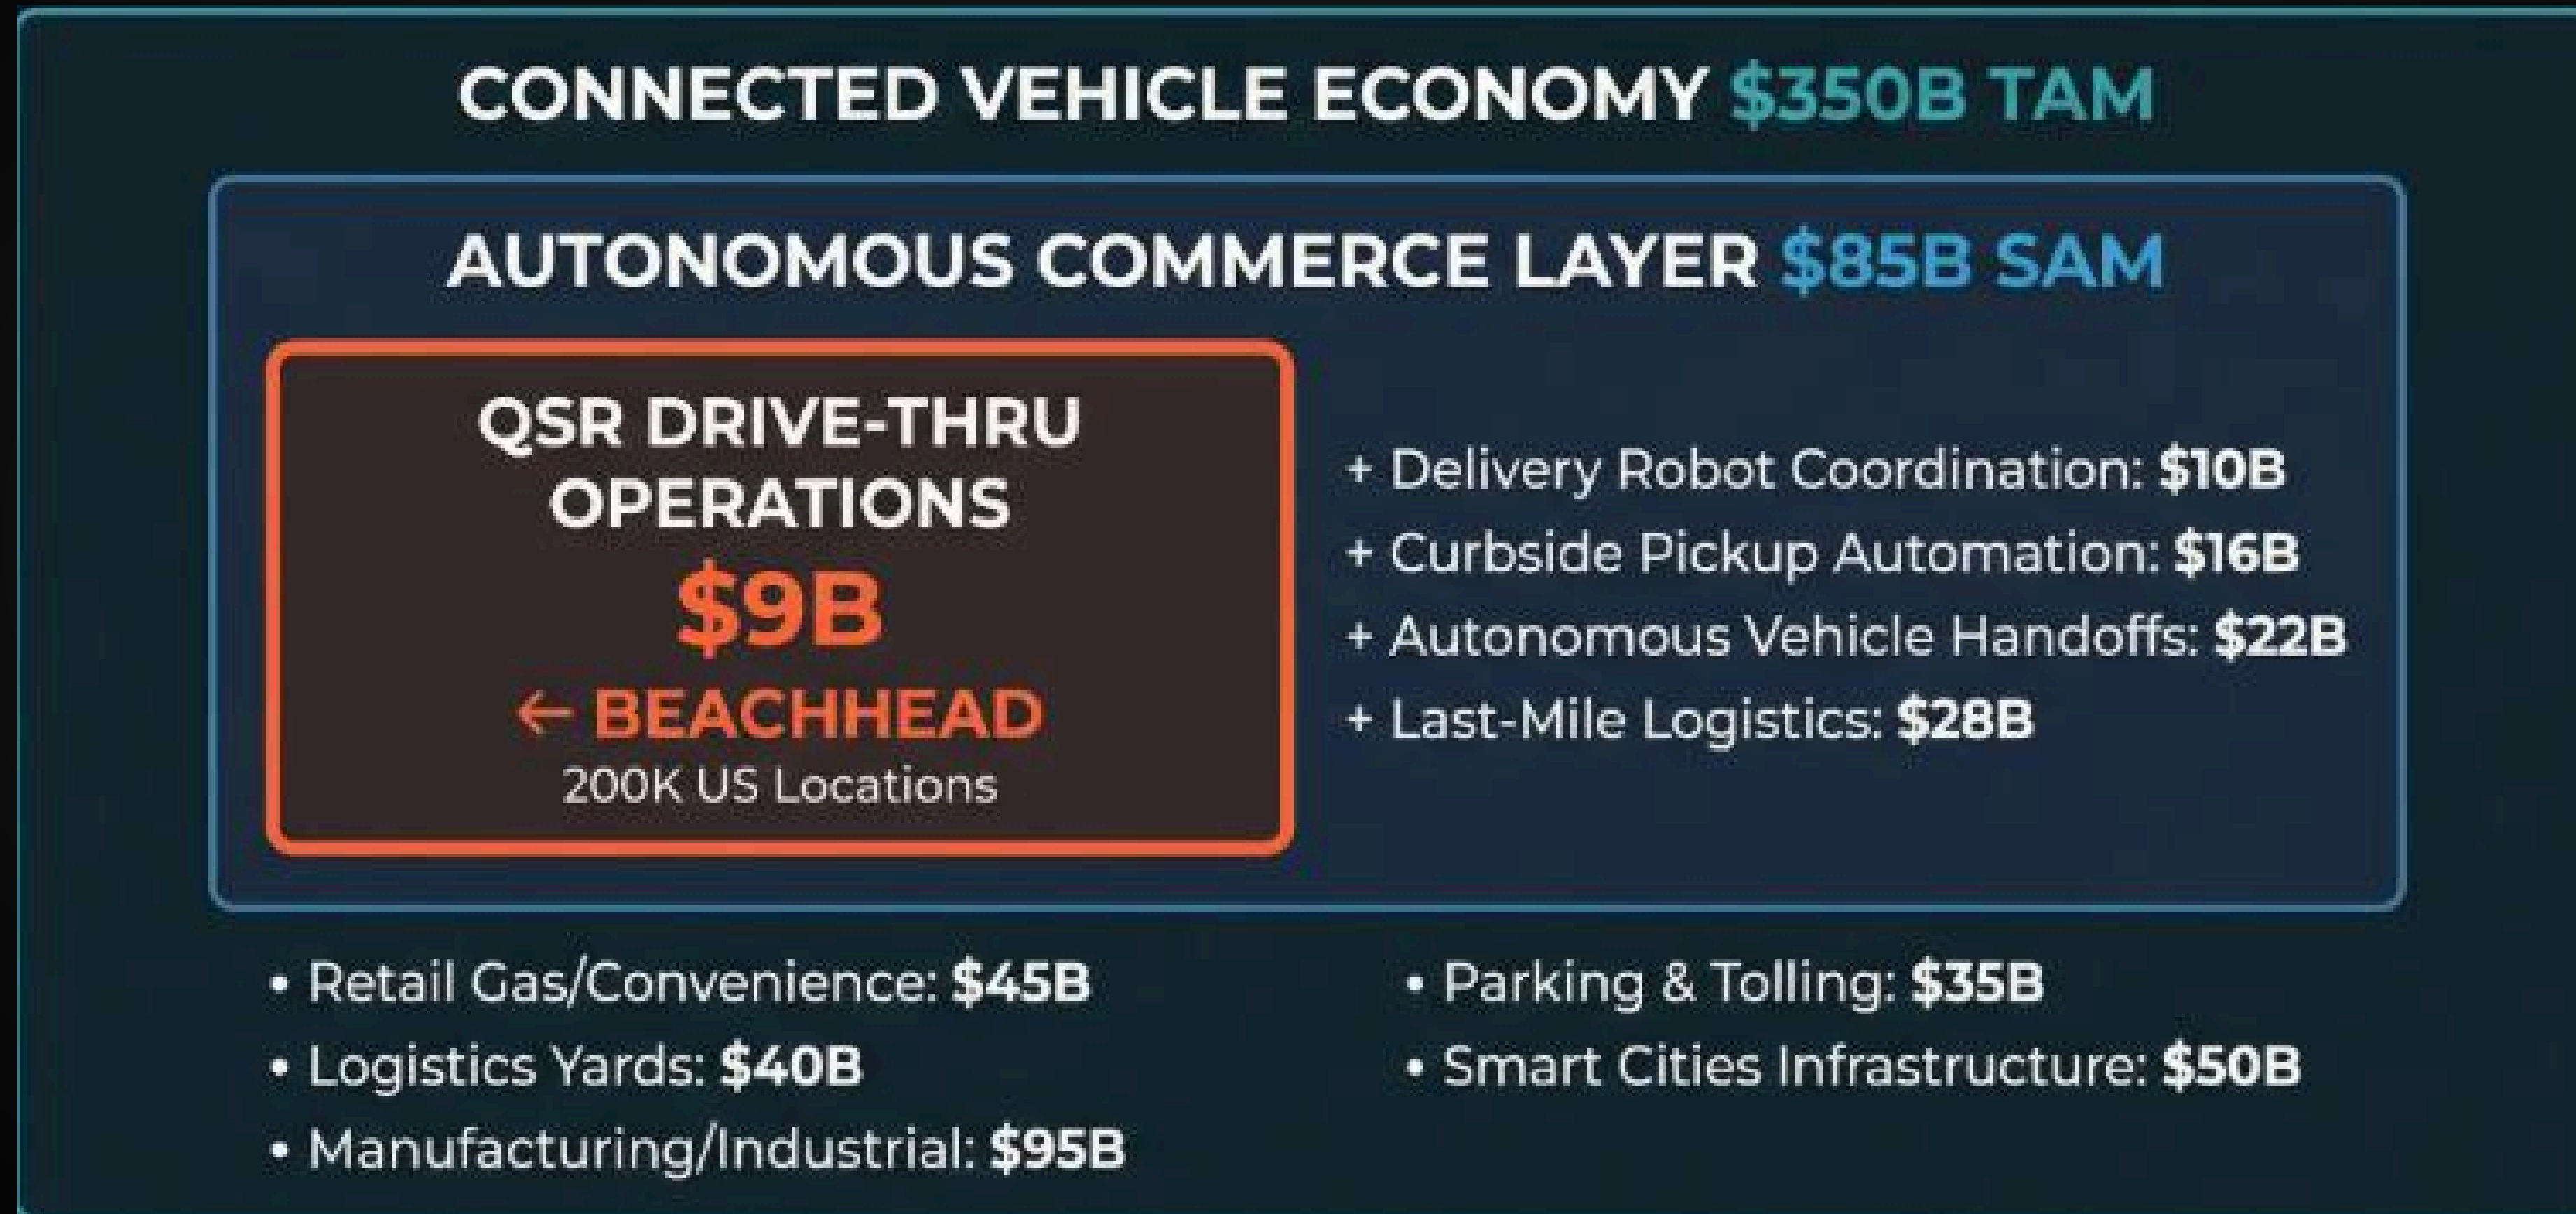 CONNECTED VEHICLE ECONOMY $350B TAM
AUTONOMOUS COMMERCE LAYER $85B SAM
QSR DRIVE-THRU
OPERATIONS
$9B
← BEACHHEAD
200K US Locations
+ Delivery Robot Coordination: $10B
+ Curbside Pickup Automation: $16B
+ Autonomous Vehicle Handoffs: $22B
+ Last-Mile Logistics: $28B
• Retail Gas/Convenience: $45B
• Logistics Yards: $40B
• Manufacturing/Industrial: $95B
• Parking & Tolling: $35B
• Smart Cities Infrastructure: $50B